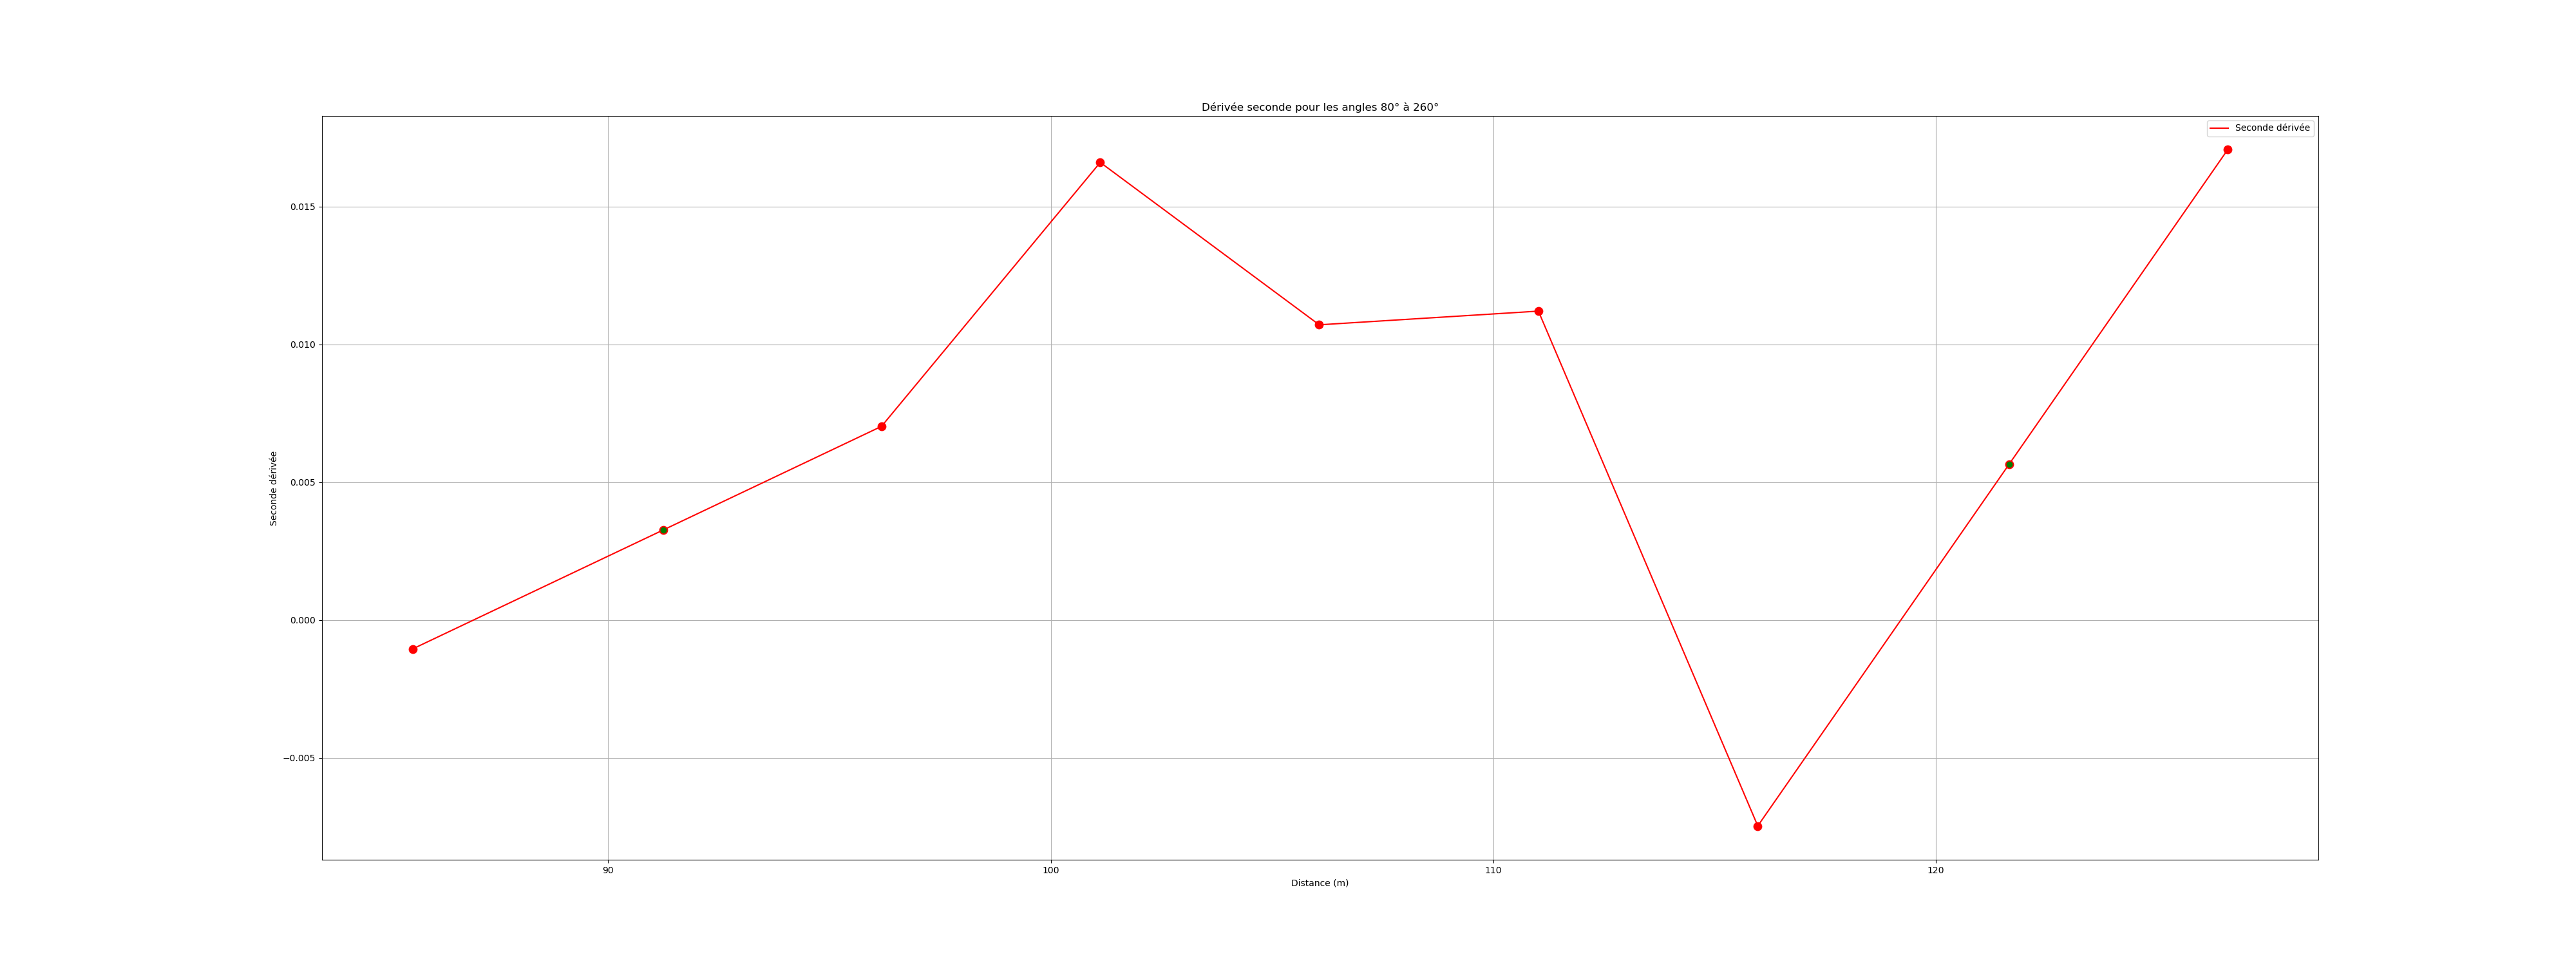 Dérivée seconde pour les angles 80° à 260°
Seconde dérivée
0.015
0.010
0.005
0.000
−0.005
Seconde dérivée
90
100
110
120
Distance (m)